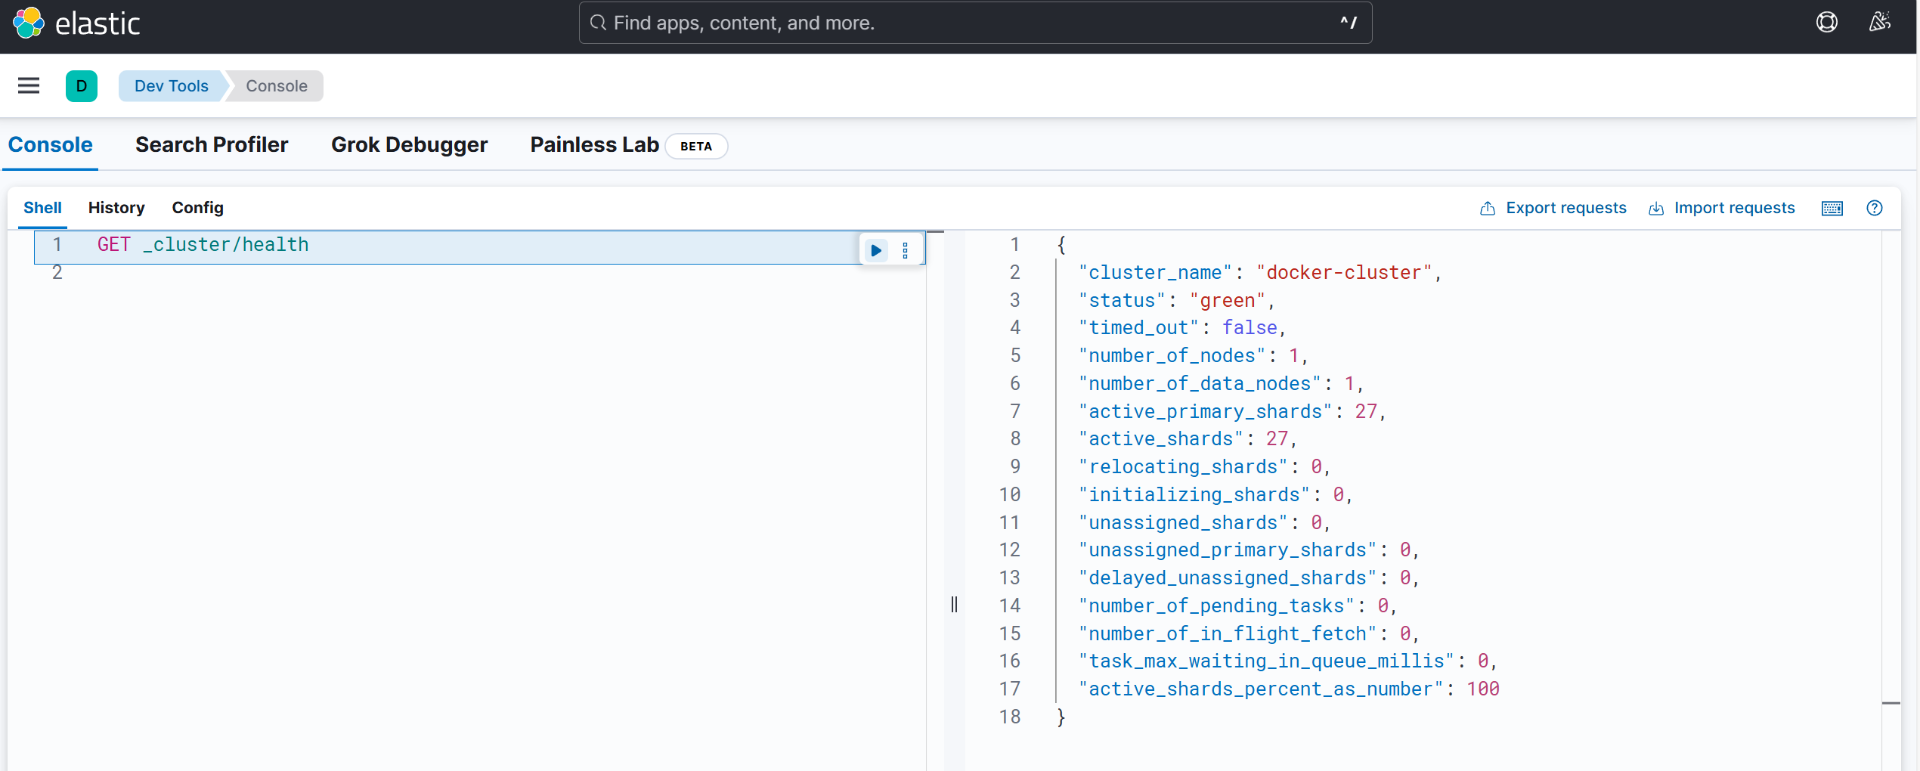 elastic
Find apps, content, and more. ^/
D Dev Tools Console
Console Search Profiler Grok Debugger Painless Lab BETA
Shell History Config Export requests Import requests
1 GET _cluster/health
2
1 {
2 "cluster_name": "docker-cluster",
3 "status": "green",
4 "timed_out": false,
5 "number_of_nodes": 1,
6 "number_of_data_nodes": 1,
7 "active_primary_shards": 27,
8 "active_shards": 27,
9 "relocating_shards": 0,
10 "initializing_shards": 0,
11 "unassigned_shards": 0,
12 "unassigned_primary_shards": 0,
13 "delayed_unassigned_shards": 0,
14 "number_of_pending_tasks": 0,
15 "number_of_in_flight_fetch": 0,
16 "task_max_waiting_in_queue_millis": 0,
17 "active_shards_percent_as_number": 100
18 }